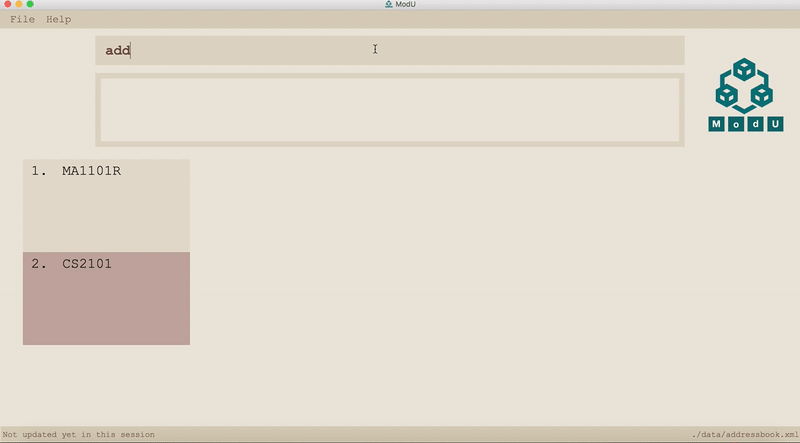 ModU
File Help
add
M o d U
1. MA1101R
2. CS2101
Not updated yet in this session
./data/addressbook.xml